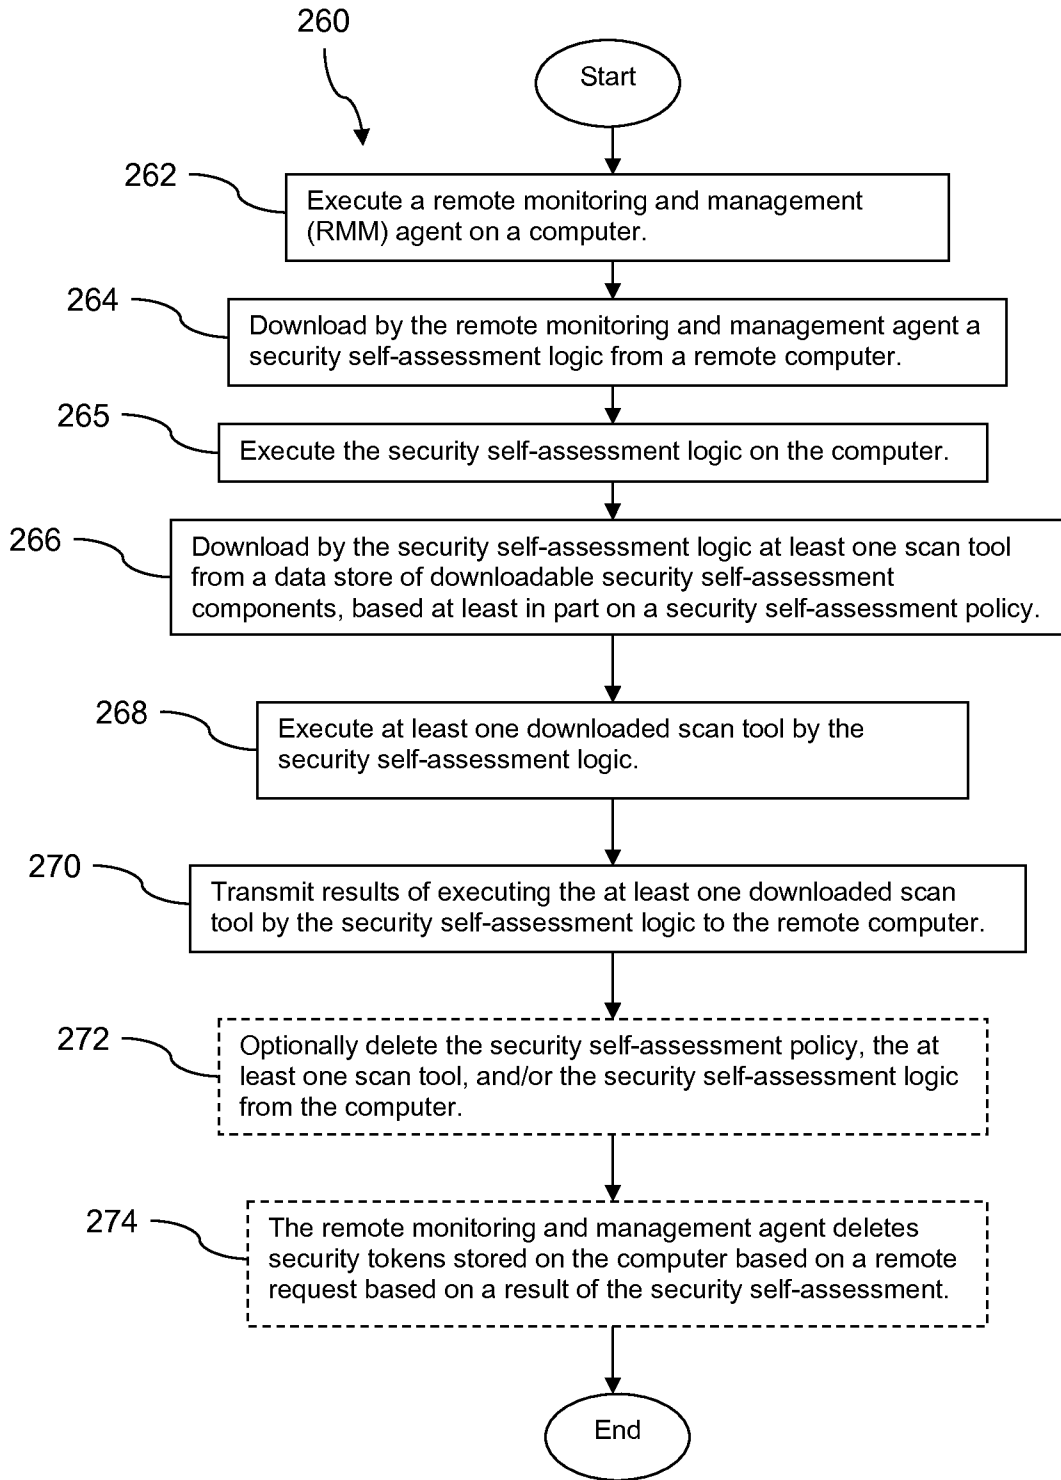 260
Start
262
Execute a remote monitoring and management
(RMM) agent on a computer.
264
Download by the remote monitoring and management agent a
security self-assessment logic from a remote computer.
265
Execute the security self-assessment logic on the computer.
266
Download by the security self-assessment logic at least one scan tool
from a data store of downloadable security self-assessment
components, based at least in part on a security self-assessment policy.
268
Execute at least one downloaded scan tool by the
security self-assessment logic.
270
Transmit results of executing the at least one downloaded scan
tool by the security self-assessment logic to the remote computer.
272
Optionally delete the security self-assessment policy, the at
least one scan tool, and/or the security self-assessment logic
from the computer.
274
The remote monitoring and management agent deletes
security tokens stored on the computer based on a remote
request based on a result of the security self-assessment.
End